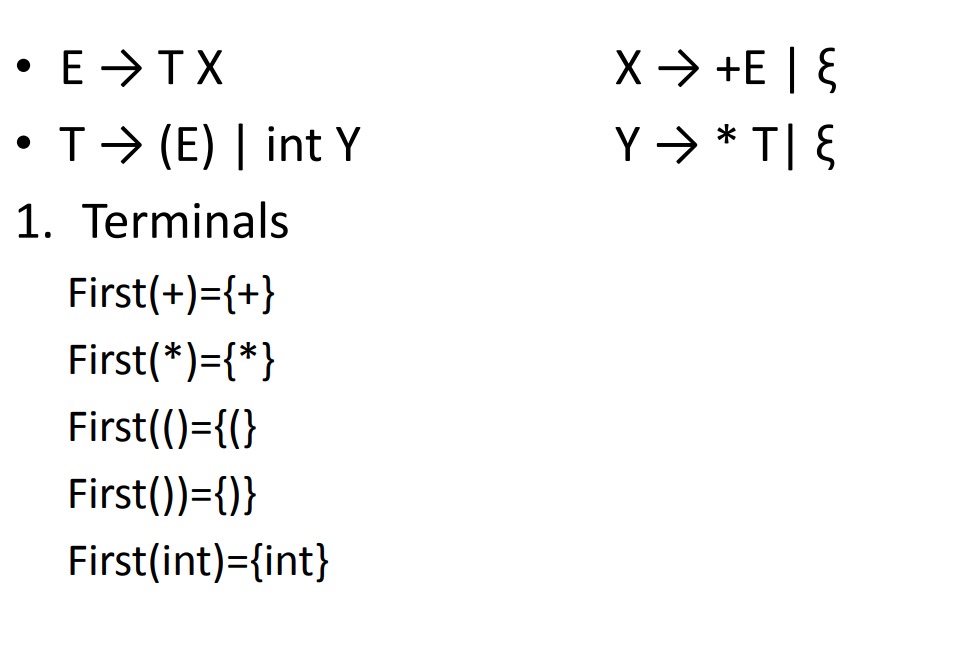 • E → T X X → +E | ξ
• T → (E) | int Y Y → * T| ξ
1. Terminals
First(+)={+}
First(*)={*}
First(()={(}
First())={)}
First(int)={int}